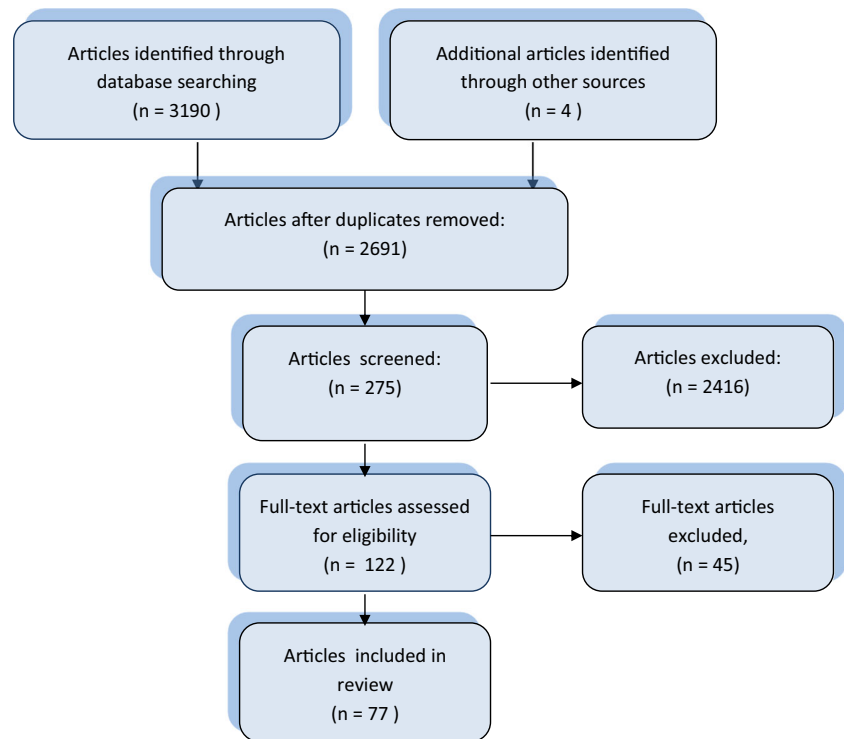 Articles identified through
database searching
(n = 3190 )
Additional articles identified
through other sources
(n = 4 )
Articles after duplicates removed:
(n = 2691)
Articles  screened:
(n = 275)
Articles excluded:
(n = 2416)
Full-text articles assessed
for eligibility
(n =  122 )
Full-text articles
excluded,
(n = 45)
Articles  included in
review
(n = 77 )